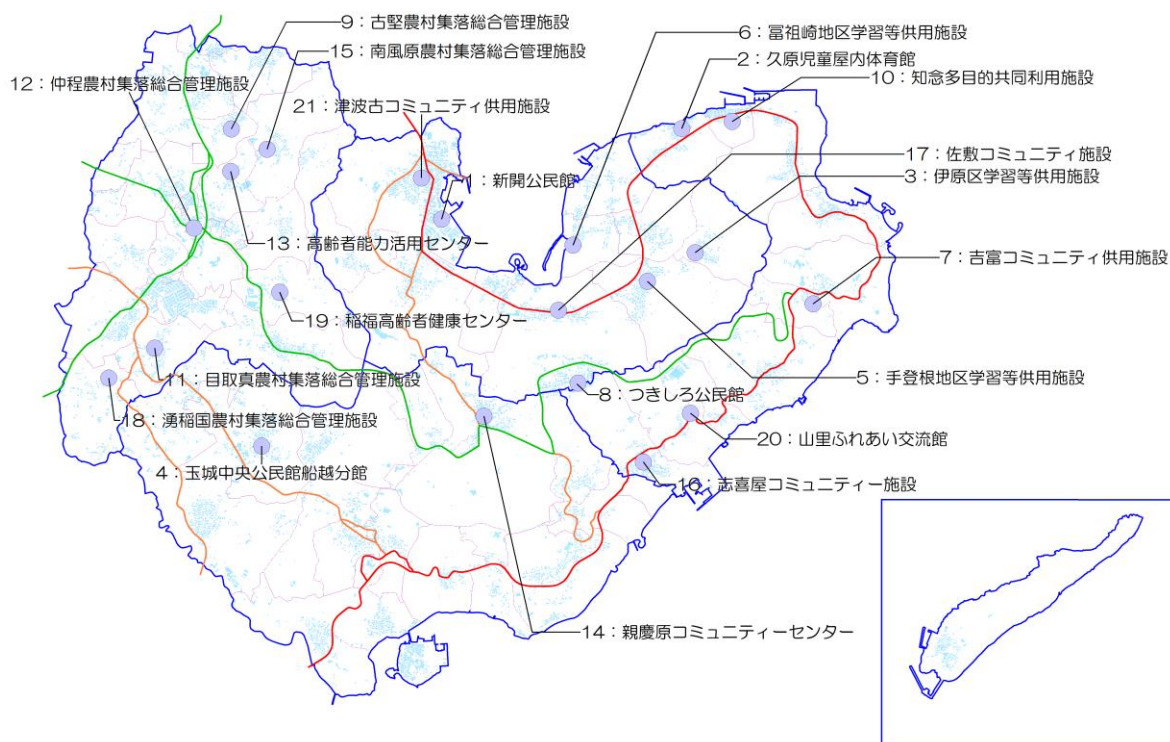 9：古堅農村集落総合管理施設
15：南風原農村集落総合管理施設
12：仲程農村集落総合管理施設
21：津波古コミュニティ供用施設
6：冨祖崎地区学習等供用施設
2：久原児童屋内体育館
10：知念多目的共同利用施設
17：佐敷コミュニティ施設
3：伊原区学習等供用施設
1：新開公民館
13：高齢者能力活用センター
7：吉富コミュニティ供用施設
19：稲福高齢者健康センター
11：目取真農村集落総合管理施設
5：手登根地区学習等供用施設
8：つきしろ公民館
18：湧稲国農村集落総合管理施設
20：山里ふれあい交流館
4：玉城中央公民館船越分館
16：志喜屋コミュニティー施設
14：親慶原コミュニティーセンター